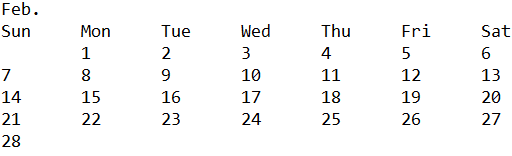 Feb.
Sun Mon Tue Wed Thu Fri Sat
1 2 3 4 5 6
7 8 9 10 11 12 13
14 15 16 17 18 19 20
21 22 23 24 25 26 27
28